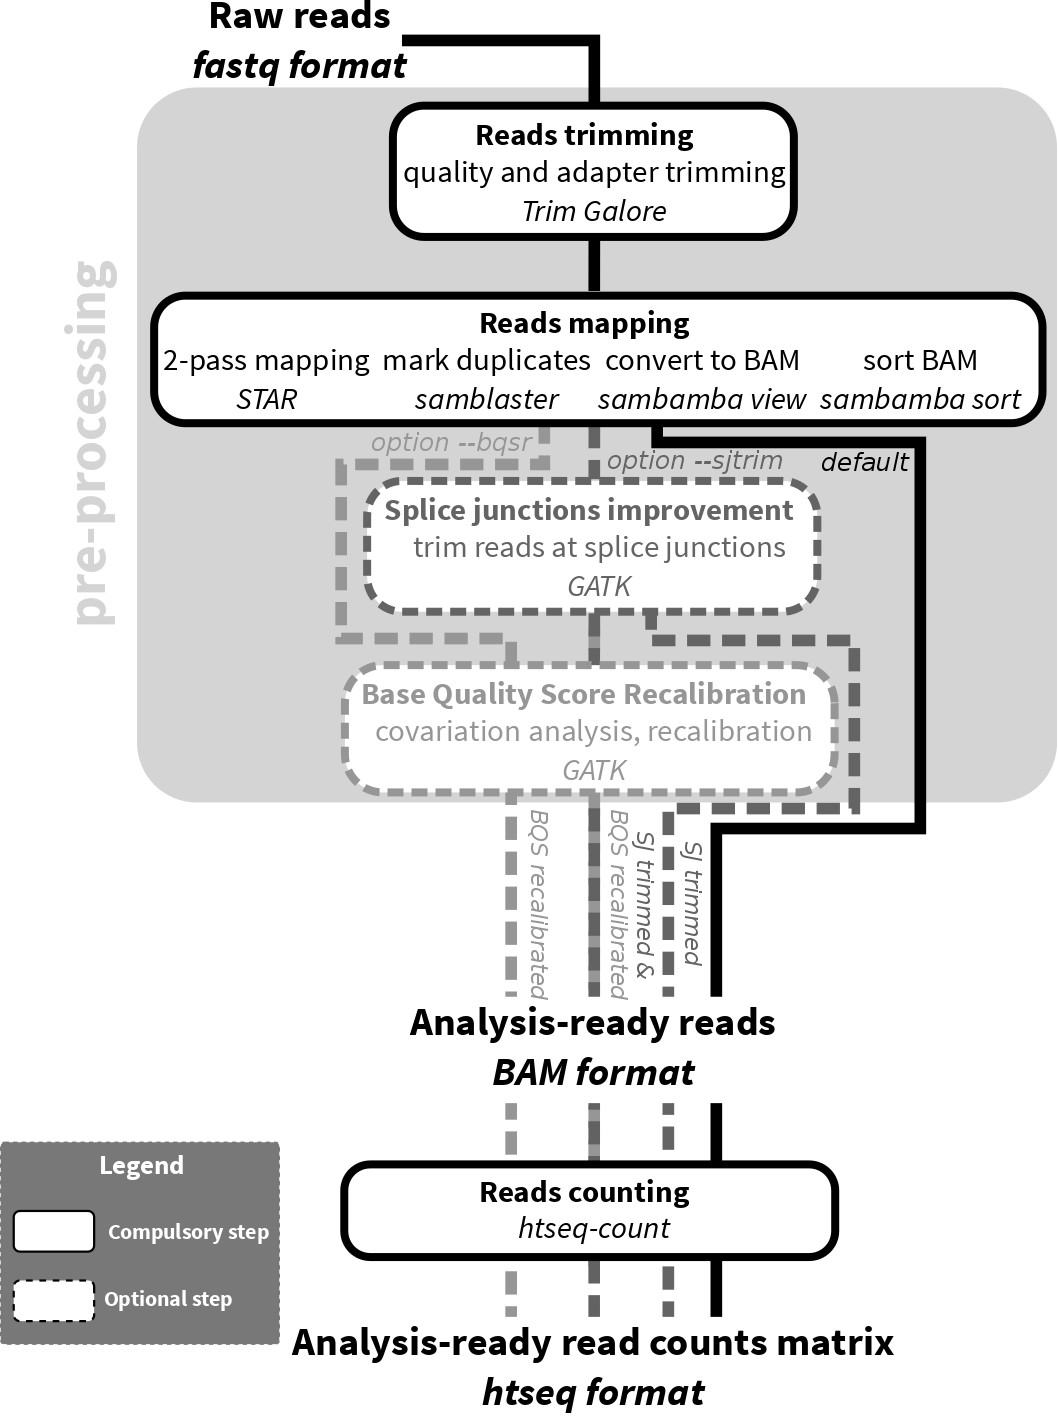 Raw reads
fastq format
pre-processing
Reads trimming
quality and adapter trimming
Trim Galore
Reads mapping
2-pass mapping mark duplicates convert to BAM sort BAM
STAR samblaster sambamba view sambamba sort
option --bqsr
option --sjtrim
default
Splice junctions improvement
trim reads at splice junctions
GATK
Base Quality Score Recalibration
covariation analysis, recalibration
GATK
BQS recalibrated
SJ trimmed &
BQS recalibrated
SJ trimmed
Analysis-ready reads
BAM format
Legend
Compulsory step
Optional step
Reads counting
htseq-count
Analysis-ready read counts matrix
htseq format